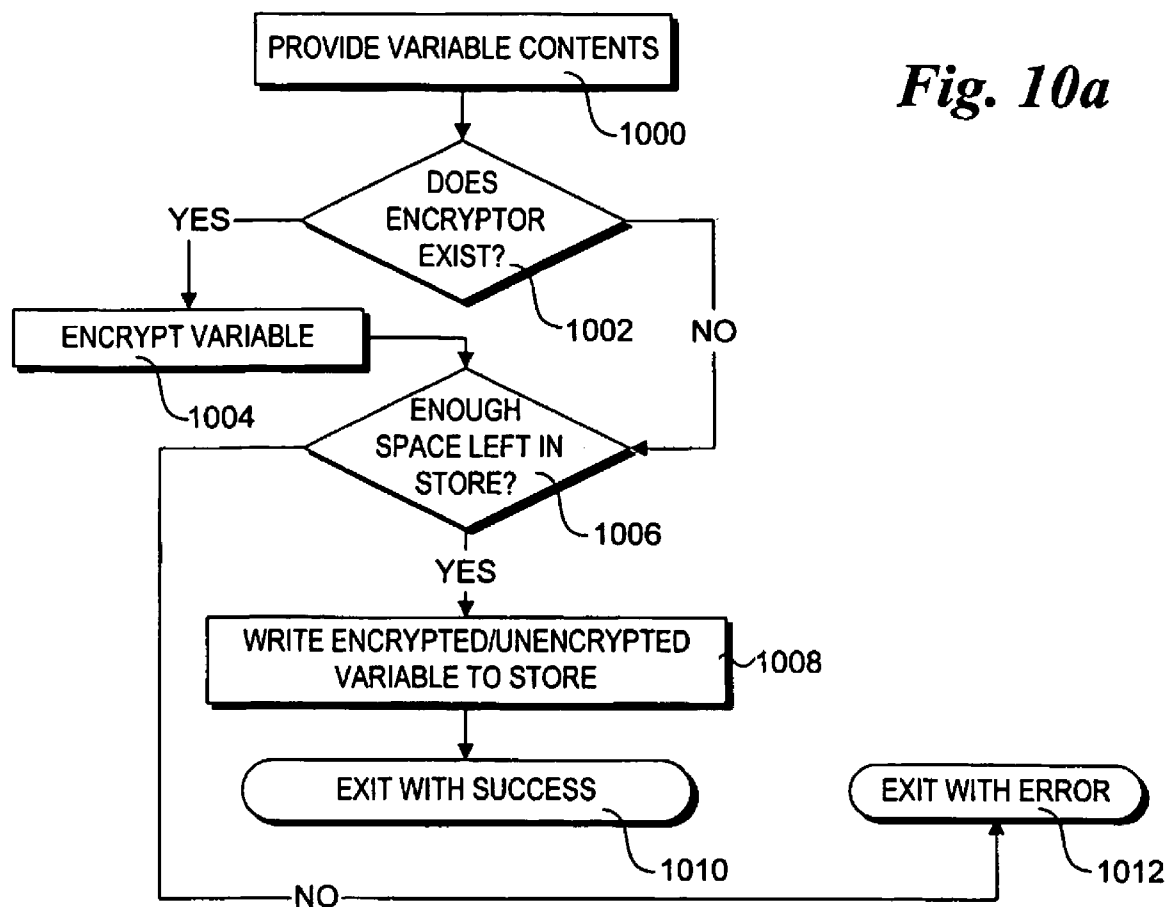 PROVIDE VARIABLE CONTENTS
Fig. 10a
1000
DOES
ENCRYPTOR
EXIST?
YES
1002
NO
ENCRYPT VARIABLE
1004
ENOUGH
SPACE LEFT IN
STORE?
1006
YES
WRITE ENCRYPTED/UNENCRYPTED
VARIABLE TO STORE
1008
EXIT WITH SUCCESS
1010
EXIT WITH ERROR
1012
NO